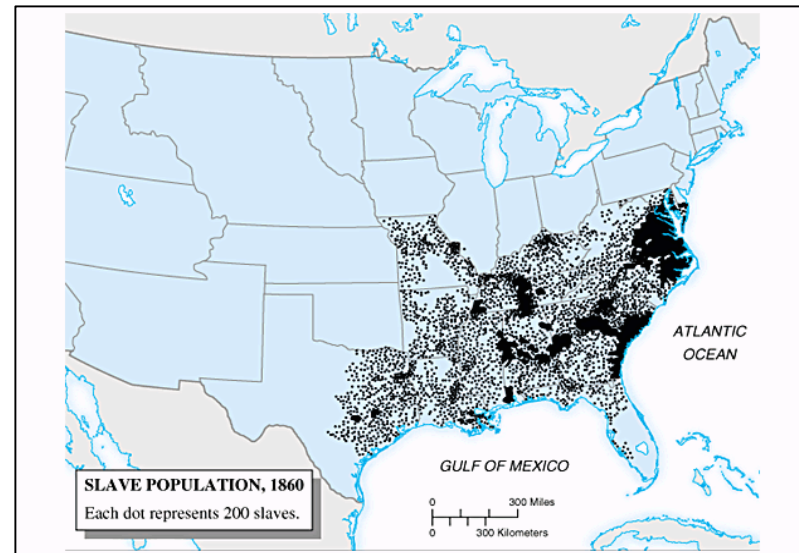 ATLANTIC
OCEAN
GULF OF MEXICO
SLAVE POPULATION, 1860
Each dot represents 200 slaves.
0 300 Miles
0 300 Kilometers